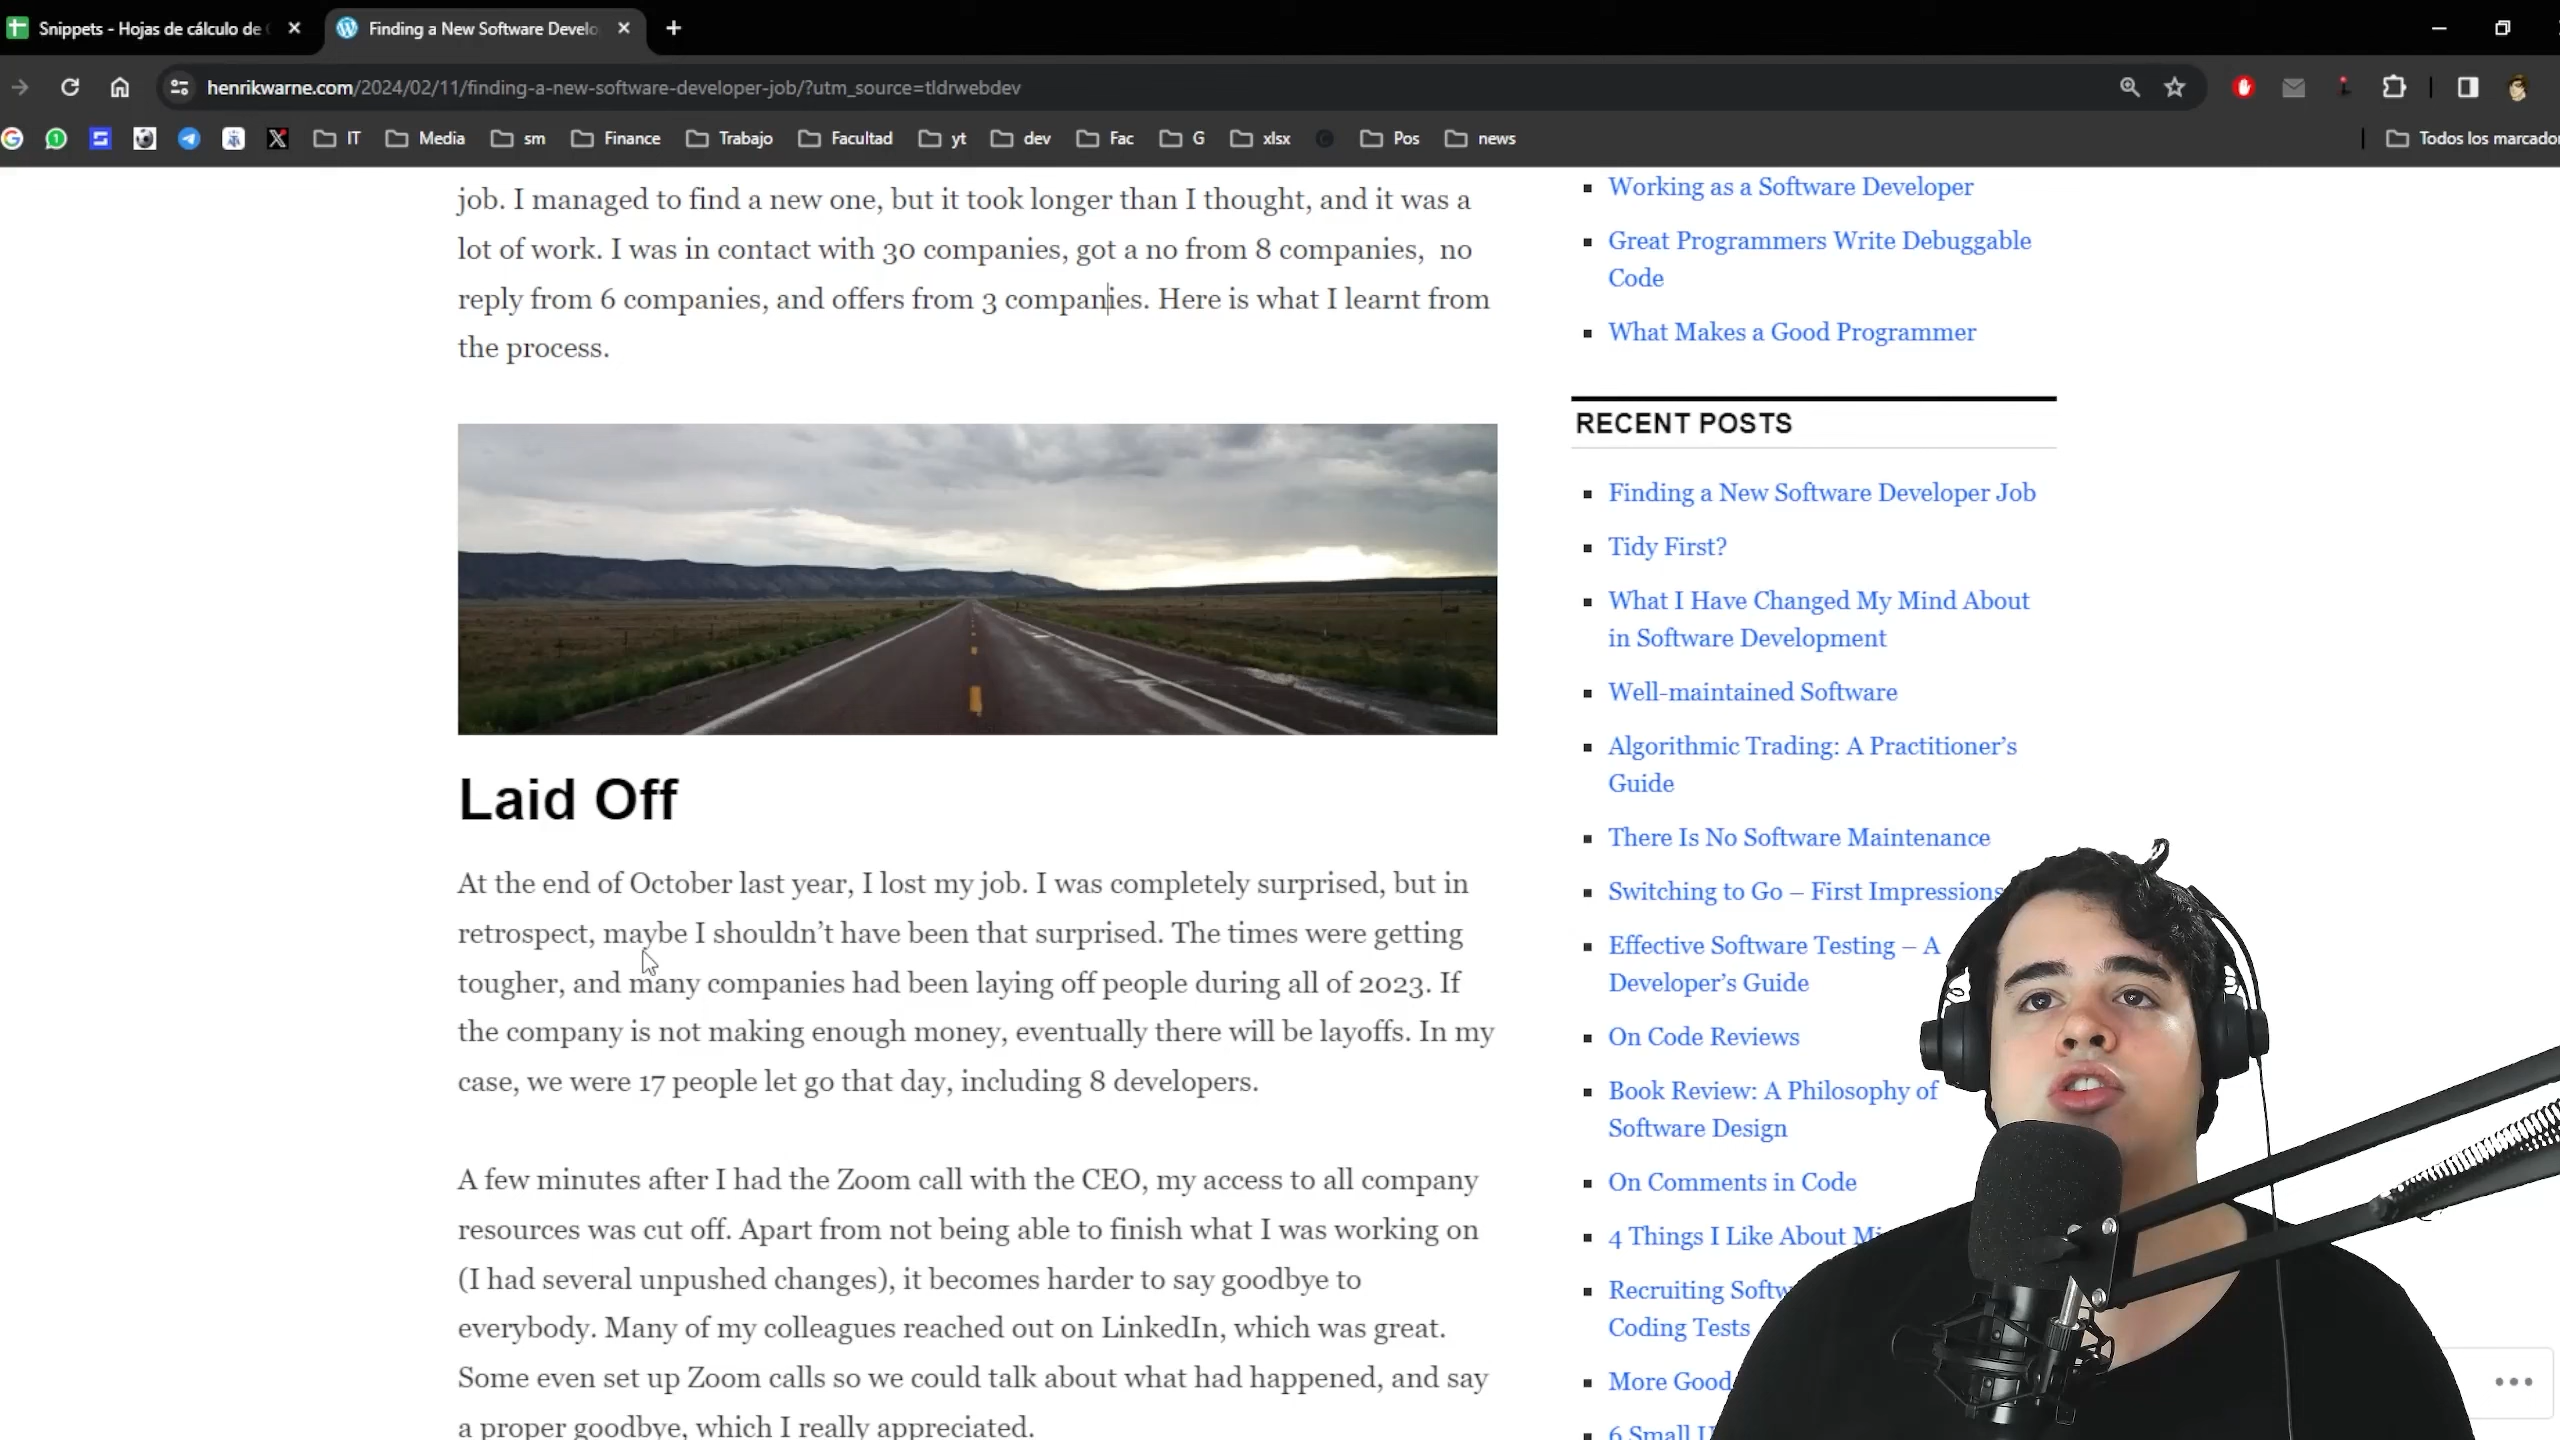 Snippets - Hojas de cálculo de
Finding a New Software Develo
henrikwarne.com/2024/02/11/finding-a-new-software-developer-job/?utm_source=tldrwebdev
IT
Media
sm
Finance
Trabajo
Facultad
yt
dev
Fac
G
xlsx
Pos
news
Todos los marcador
job. I managed to find a new one, but it took longer than I thought, and it was a
lot of work. I was in contact with 30 companies, got a no from 8 companies,  no
reply from 6 companies, and offers from 3 companies. Here is what I learnt from
the process.
Laid Off
At the end of October last year, I lost my job. I was completely surprised, but in
retrospect, maybe I shouldn’t have been that surprised. The times were getting
tougher, and many companies had been laying off people during all of 2023. If
the company is not making enough money, eventually there will be layoffs. In my
case, we were 17 people let go that day, including 8 developers.
A few minutes after I had the Zoom call with the CEO, my access to all company
resources was cut off. Apart from not being able to finish what I was working on
(I had several unpushed changes), it becomes harder to say goodbye to
everybody. Many of my colleagues reached out on LinkedIn, which was great.
Some even set up Zoom calls so we could talk about what had happened, and say
a proper goodbye, which I really appreciated.
Working as a Software Developer
Great Programmers Write Debuggable
Code
What Makes a Good Programmer
RECENT POSTS
Finding a New Software Developer Job
Tidy First?
What I Have Changed My Mind About
in Software Development
Well-maintained Software
Algorithmic Trading: A Practitioner’s
Guide
There Is No Software Maintenance
Switching to Go – First Impressions
Effective Software Testing – A
Developer’s Guide
On Code Reviews
Book Review: A Philosophy of
Software Design
On Comments in Code
4 Things I Like About Mi
Recruiting Softw
Coding Tests
More Good
6 Small